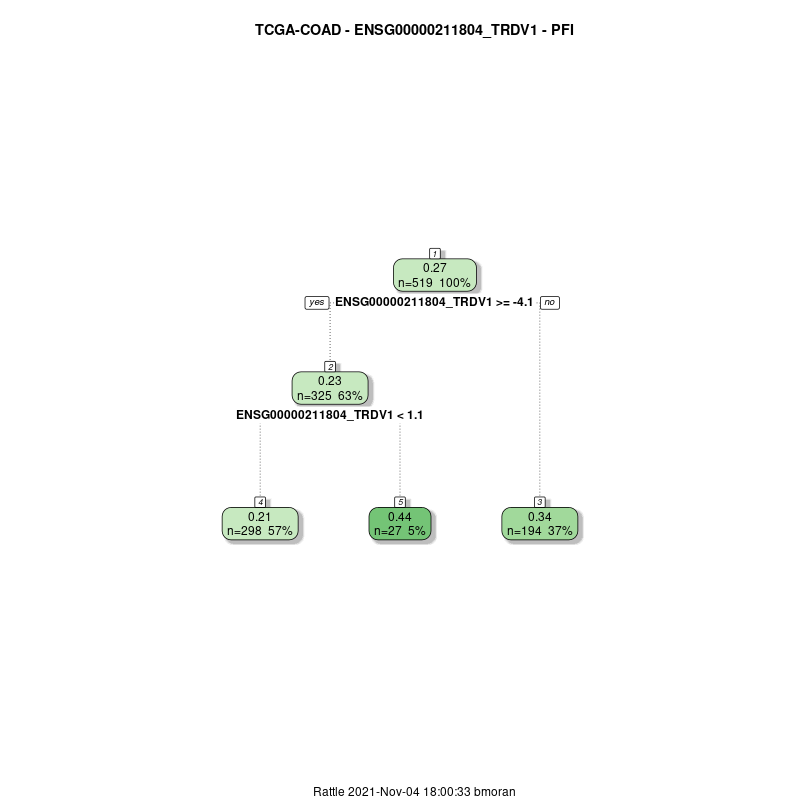 TCGA-COAD - ENSG00000211804_TRDV1 - PFI
1
0.27
n=519 100%
yes ENSG00000211804_TRDV1 >= -4.1 no
2
0.23
n=325 63%
ENSG00000211804_TRDV1 < 1.1
4 5 3
0.21 0.44 0.34
n=298 57% n=27 5% n=194 37%
Rattle 2021-Nov-04 18:00:33 bmoran